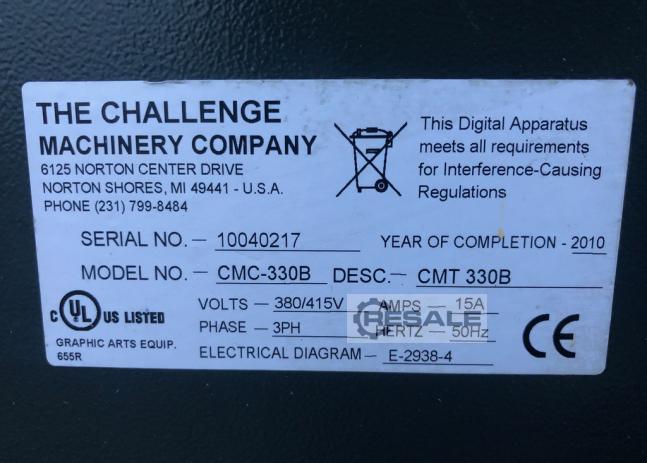 THE CHALLENGE
MACHINERY COMPANY
6125 NORTON CENTER DRIVE
NORTON SHORES, MI 49441 - U.S.A.
PHONE (231) 799-8484
This Digital Apparatus
meets all requirements
for Interference-Causing
Regulations
SERIAL NO. — 10040217 YEAR OF COMPLETION - 2010
MODEL NO. — CMC-330B DESC. — CMT 330B
C UL ® US LISTED
GRAPHIC ARTS EQUIP.
655R
VOLTS — 380/415V AMPS — 15A
PHASE — 3PH HERTZ — 50Hz
ELECTRICAL DIAGRAM — E-2938-4
CE
RESALE